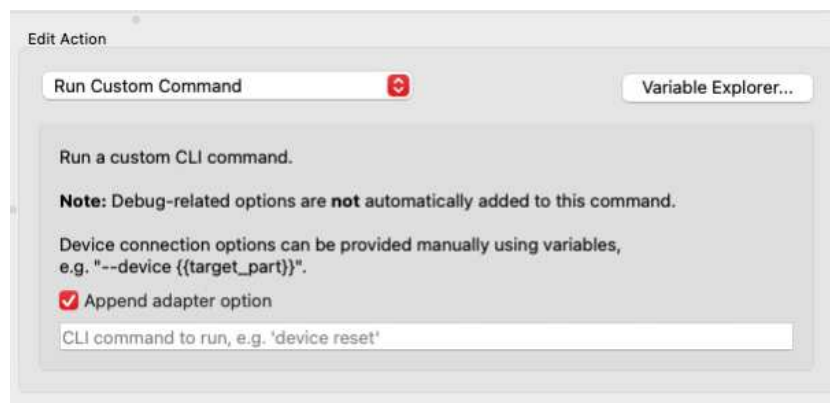 Edit Action
Run Custom Command
Variable Explorer...
Run a custom CLI command.
Note: Debug-related options are not automatically added to this command.
Device connection options can be provided manually using variables,
e.g. "--device {{target_part}}".
Append adapter option
CLI command to run, e.g. 'device reset'